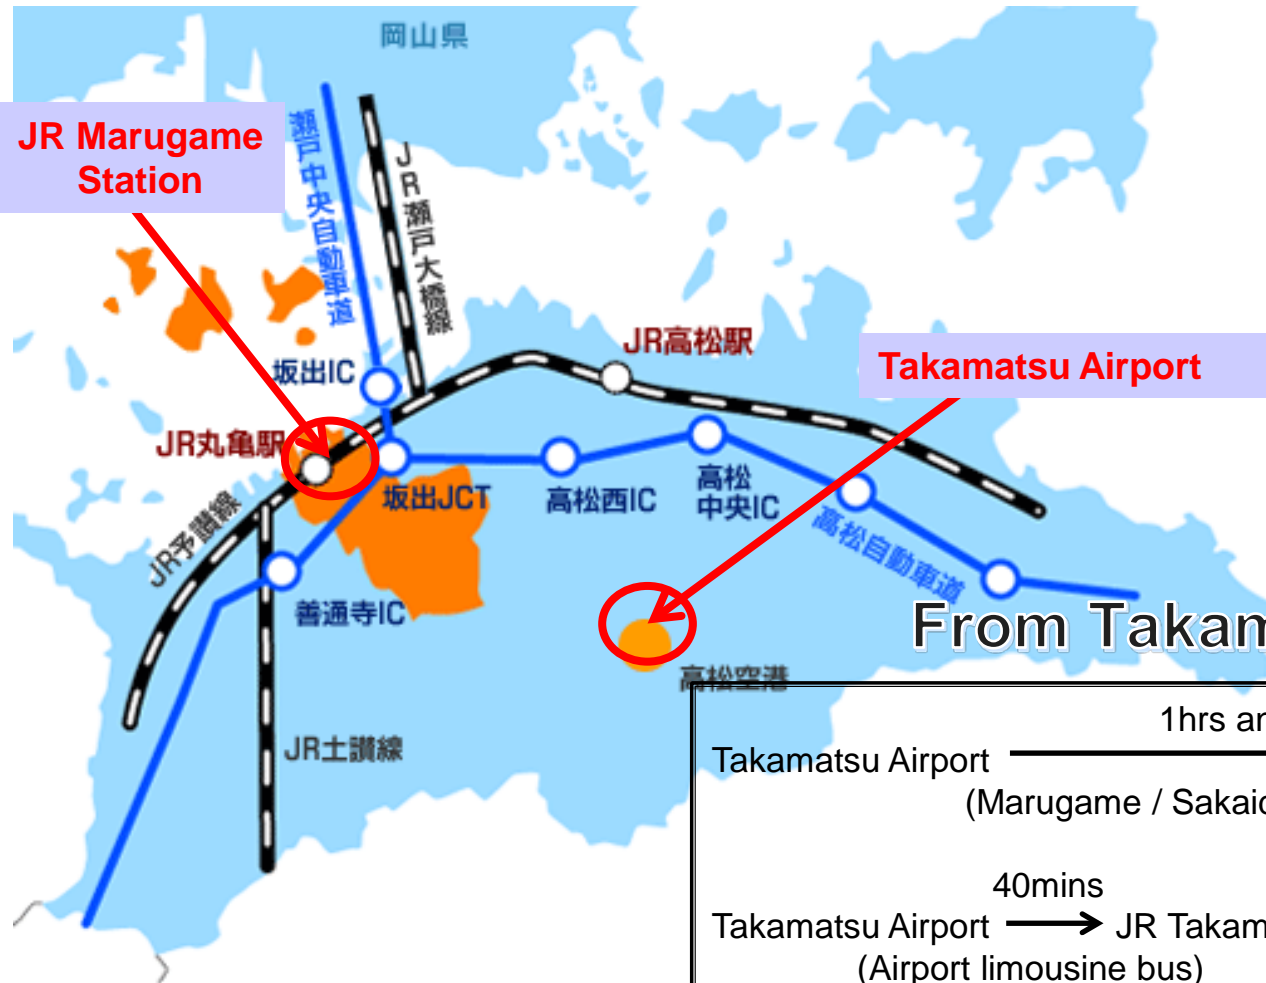 岡山県
JR Marugame
Station
瀬戸中央自動車道
JR瀬戸大橋線
JR高松駅
坂出IC
Takamatsu Airport
JR丸亀駅
坂出JCT
高松西IC
高松
中央IC
JR予讃線
高松自動車道
善通寺IC
From Takam
高松空港
JR土讃線
1hrs an
Takamatsu Airport
(Marugame / Sakaid
40mins
Takamatsu Airport → JR Takam
(Airport limousine bus)